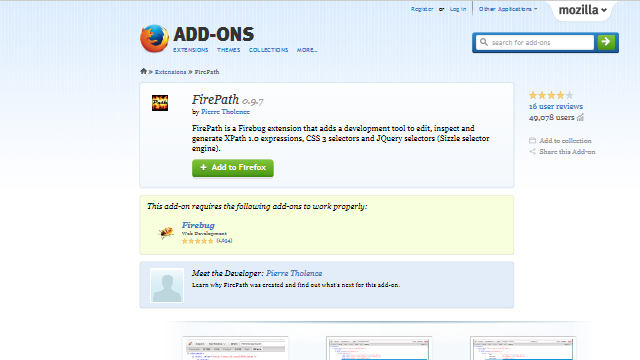 Register or Log in Other Applications
mozilla
ADD-ONS
EXTENSIONS THEMES COLLECTIONS MORE...
search for add-ons
» Extensions » FirePath
FirePath 0.9.7
by Pierre Tholence
FirePath is a Firebug extension that adds a development tool to edit, inspect and
generate XPath 1.0 expressions, CSS 3 selectors and JQuery selectors (Sizzle selector
engine).
+ Add to Firefox
16 user reviews
49,078 users
Add to collection
Share this Add-on
This add-on requires the following add-ons to work properly:
Firebug
Web Development
Meet the Developer: Pierre Tholence
Learn why FirePath was created and find out what's next for this add-on.